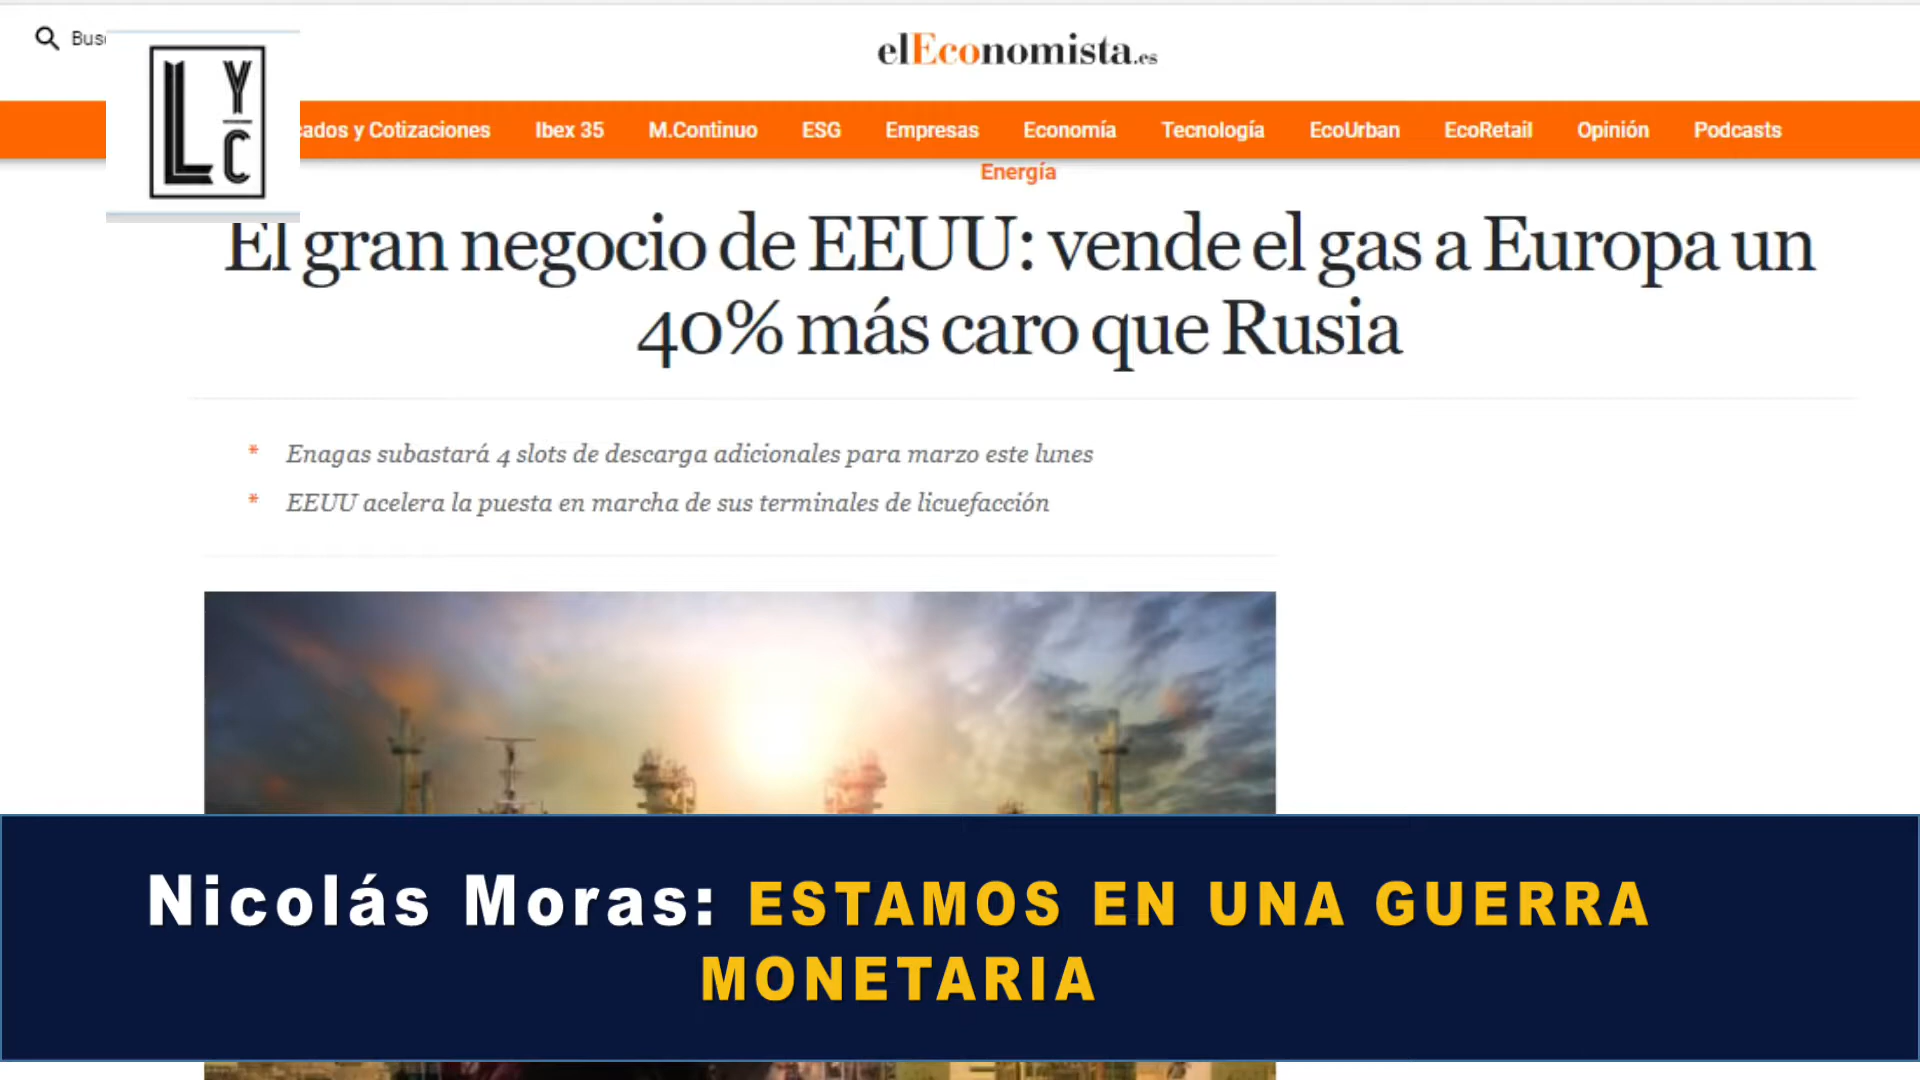 elEconomista.es
L Y C
Ibex 35 M.Continuo ESG Empresas Economía Tecnología EcoUrban EcoRetail Opinión Podcasts
y Cotizaciones
Energía
El gran negocio de EEUU: vende el gas a Europa un
40% más caro que Rusia
* Enagas subastará 4 slots de descarga adicionales para marzo este lunes
* EEUU acelera la puesta en marcha de sus terminales de licuefacción
Nicolás Moras: ESTAMOS EN UNA GUERRA
MONETARIA